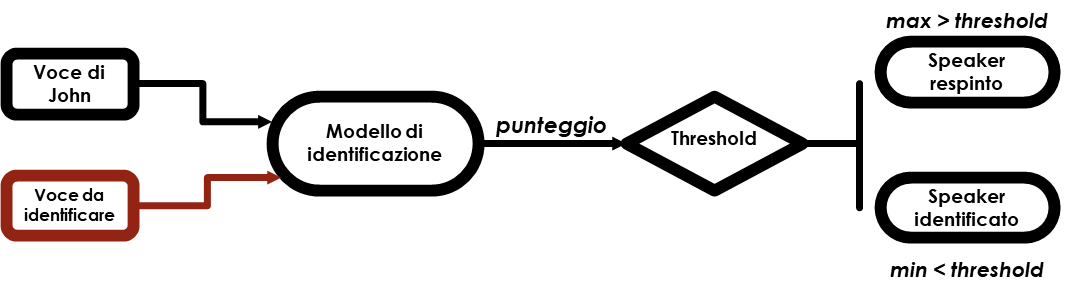 Voce di
John
Voce da
identificare
Modello di
identificazione
punteggio
Threshold
max > threshold
Speaker
respinto
Speaker
identificato
min < threshold